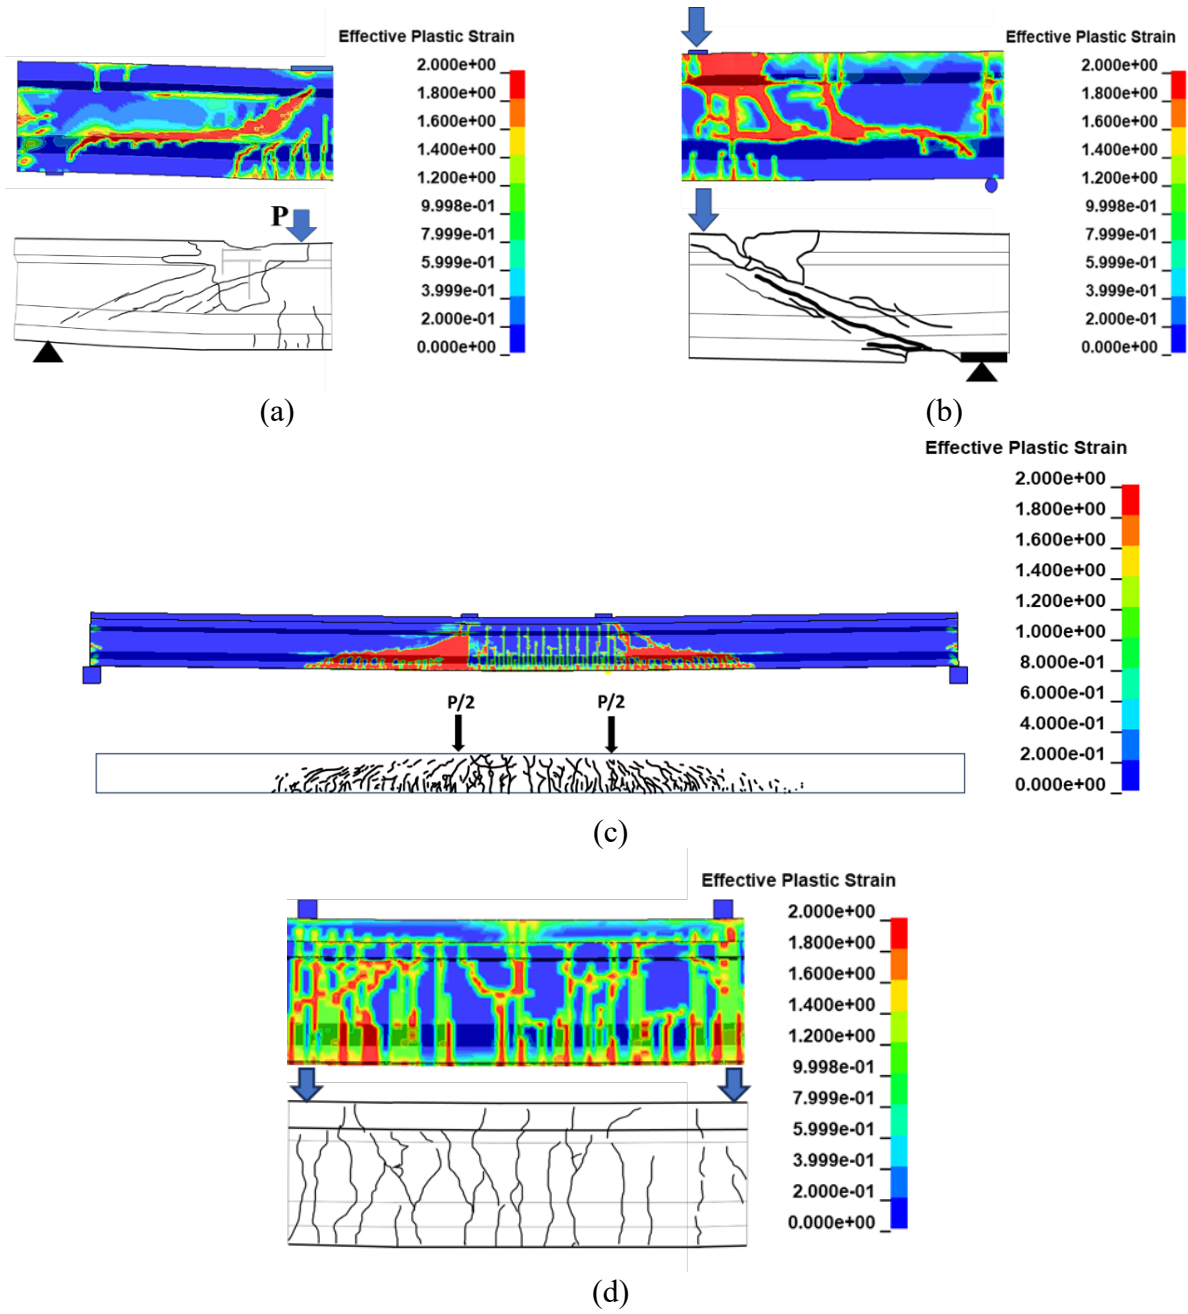 Effective Plastic Strain
2.000e+00
1.800e+00
1.600e+00
1.400e+00
1.200e+00
9.998e-01
7.999e-01
5.999e-01
3.999e-01
2.000e-01
0.000e+00
P
(a)
Effective Plastic Strain
2.000e+00
1.800e+00
1.600e+00
1.400e+00
1.200e+00
9.998e-01
7.999e-01
5.999e-01
3.999e-01
2.000e-01
0.000e+00
(b)
Effective Plastic Strain
2.000e+00
1.800e+00
1.600e+00
1.400e+00
1.200e+00
1.000e+00
8.000e-01
6.000e-01
4.000e-01
2.000e-01
0.000e+00
P/2
P/2
(c)
Effective Plastic Strain
2.000e+00
1.800e+00
1.600e+00
1.400e+00
1.200e+00
9.998e-01
7.999e-01
5.999e-01
3.999e-01
2.000e-01
0.000e+00
(d)